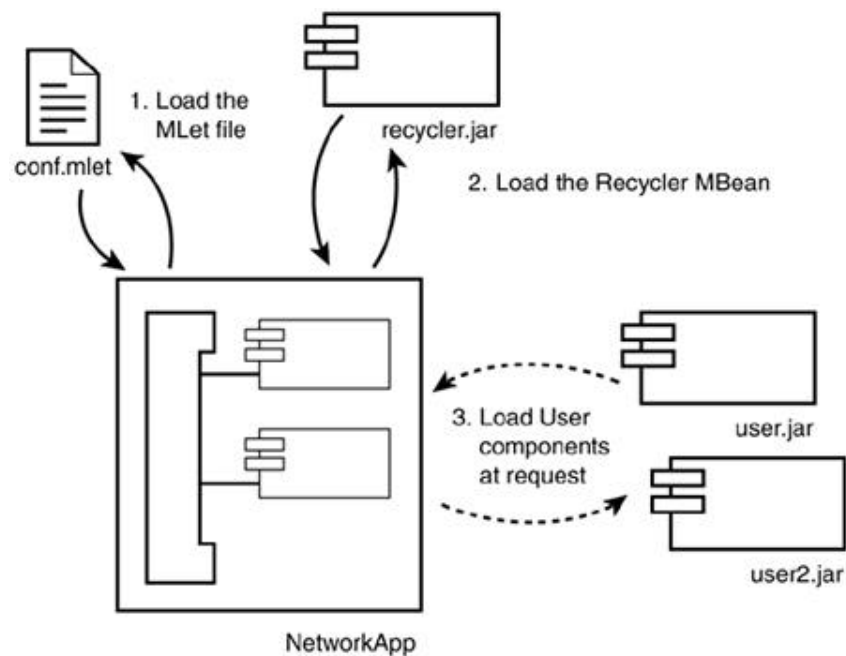 1. Load the
MLet file
conf.mlet
recycler.jar
2. Load the Recycler MBean
3. Load User
components
at request
user.jar
user2.jar
NetworkApp